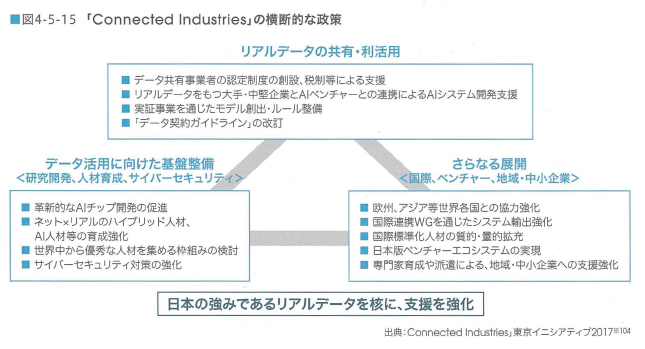 ■図4-5-15 「Connected Industries」の横断的な政策
リアルデータの共有・利活用
■ データ共有事業者の認定制度の創設、税制等による支援
■ リアルデータをもつ大手・中堅企業とAIベンチャーとの連携によるAIシステム開発支援
■ 実証事業を通じたモデル創出・ルール整備
■ 「データ契約ガイドライン」の改訂
データ活用に向けた基盤整備
<研究開発、人材育成、サイバーセキュリティ>
■ 革新的なAIチップ開発の促進
■ ネット×リアルのハイブリッド人材、
AI人材等の育成強化
■ 世界中から優秀な人材を集める枠組みの検討
■ サイバーセキュリティ対策の強化
さらなる展開
<国際、ベンチャー、地域・中小企業>
■ 欧州、アジア等世界各国との協力強化
■ 国際連携WGを通じたシステム輸出強化
■ 国際標準化人材の質的・量的拡充
■ 日本版ベンチャーエコシステムの実現
■ 専門家育成や派遣による、地域・中小企業への支援強化
日本の強みであるリアルデータを核に、支援を強化
出典:Connected Industries」東京イニシアティブ2017※104